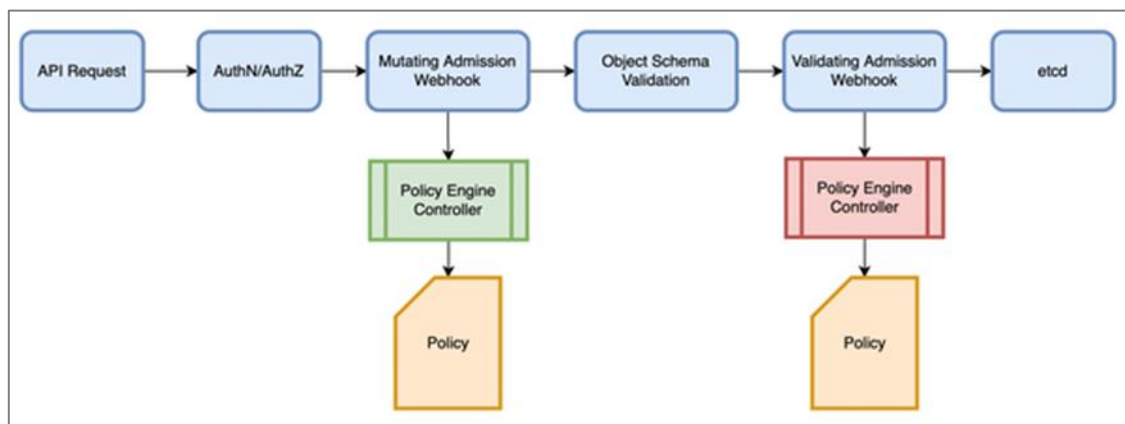 API Request
AuthN/AuthZ
Mutating Admission
Webhook
Object Schema
Validation
Validating Admission
Webhook
etcd
Policy Engine
Controller
Policy Engine
Controller
Policy
Policy